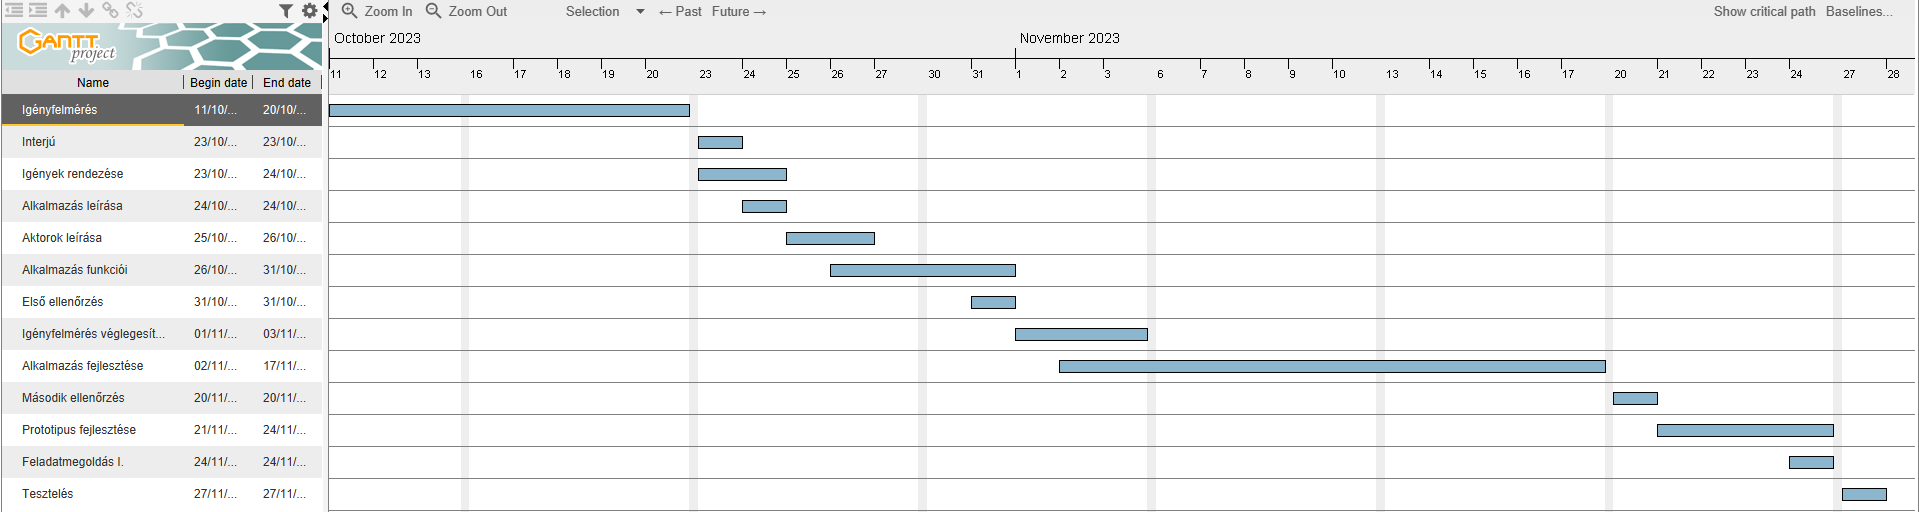 Zoom In Zoom Out Selection ← Past Future → Show critical path Baselines...
GANTT project
October 2023 November 2023
11 12 13 16 17 18 19 20 23 24 25 26 27 30 31 1 2 3 6 7 8 9 10 13 14 15 16 17 20 21 22 23 24 27 28
Name Begin date End date
Igényfelmérés 11/10/... 20/10/...
Interjú 23/10/... 23/10/...
Igények rendezése 23/10/... 24/10/...
Alkalmazás leírása 24/10/... 24/10/...
Aktorok leírása 25/10/... 26/10/...
Alkalmazás funkciói 26/10/... 31/10/...
Első ellenőrzés 31/10/... 31/10/...
Igényfelmérés véglegesít... 01/11/... 03/11/...
Alkalmazás fejlesztése 02/11/... 17/11/...
Második ellenőrzés 20/11/... 20/11/...
Prototipus fejlesztése 21/11/... 24/11/...
Feladatmegoldás I. 24/11/... 24/11/...
Tesztelés 27/11/... 27/11/...